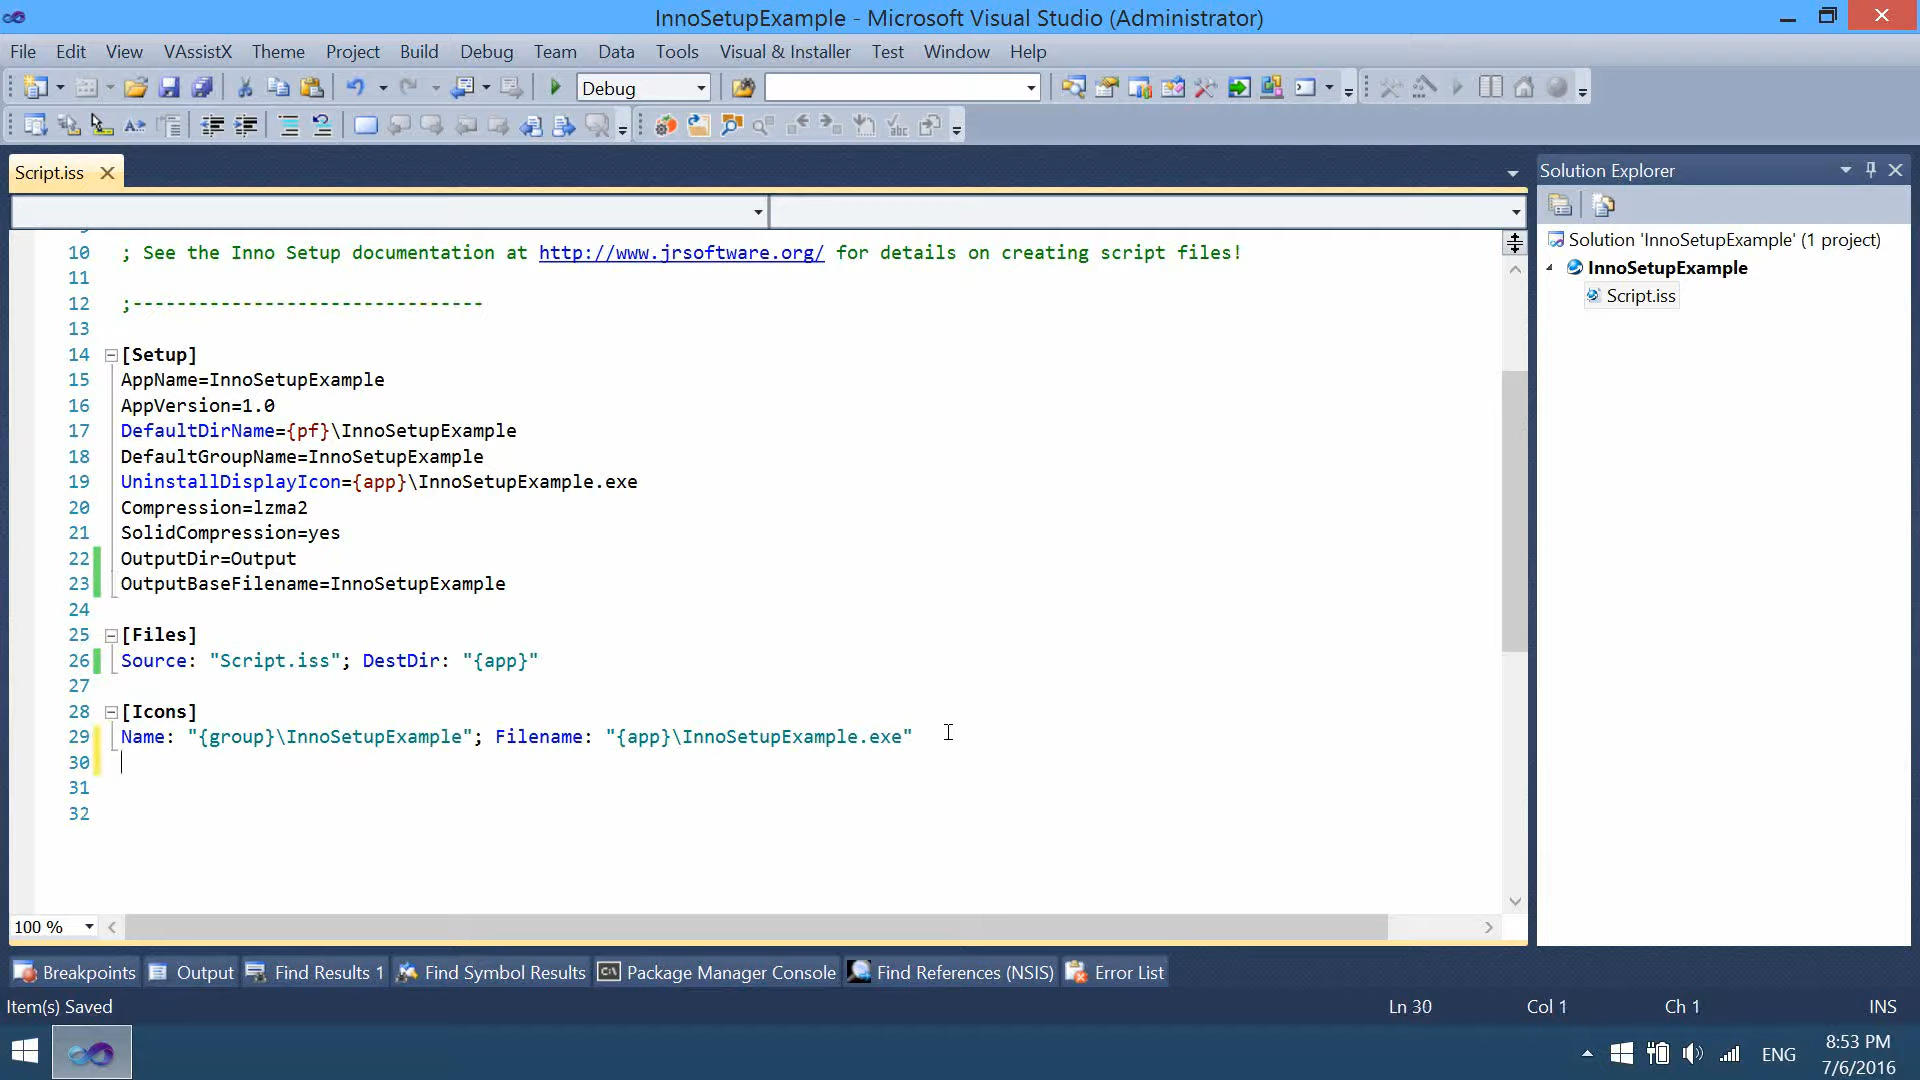 InnoSetupExample - Microsoft Visual Studio (Administrator)
File Edit View VAssistX Theme Project Build Debug Team Data Tools Visual & Installer Test Window Help
Debug
Script.iss
Solution Explorer
Solution 'InnoSetupExample' (1 project)
InnoSetupExample
Script.iss
10 ; See the Inno Setup documentation at http://www.jrsoftware.org/ for details on creating script files!
11
12 ;--------------------------------
13
14 [Setup]
15 AppName=InnoSetupExample
16 AppVersion=1.0
17 DefaultDirName={pf}\InnoSetupExample
18 DefaultGroupName=InnoSetupExample
19 UninstallDisplayIcon={app}\InnoSetupExample.exe
20 Compression=lzma2
21 SolidCompression=yes
22 OutputDir=Output
23 OutputBaseFilename=InnoSetupExample
24
25 [Files]
26 Source: "Script.iss"; DestDir: "{app}"
27
28 [Icons]
29 Name: "{group}\InnoSetupExample"; Filename: "{app}\InnoSetupExample.exe"
30
31
32
100 %
Breakpoints Output Find Results 1 Find Symbol Results Package Manager Console Find References (NSIS) Error List
Item(s) Saved Ln 30 Col 1 Ch 1 INS
ENG 8:53 PM
7/6/2016